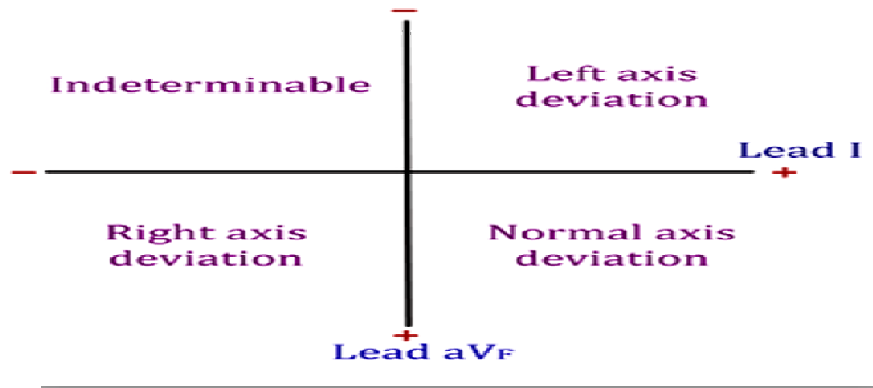 −
Indeterminable
Left axis
deviation
Lead I
− +
Right axis
deviation
Normal axis
deviation
+
Lead aVF